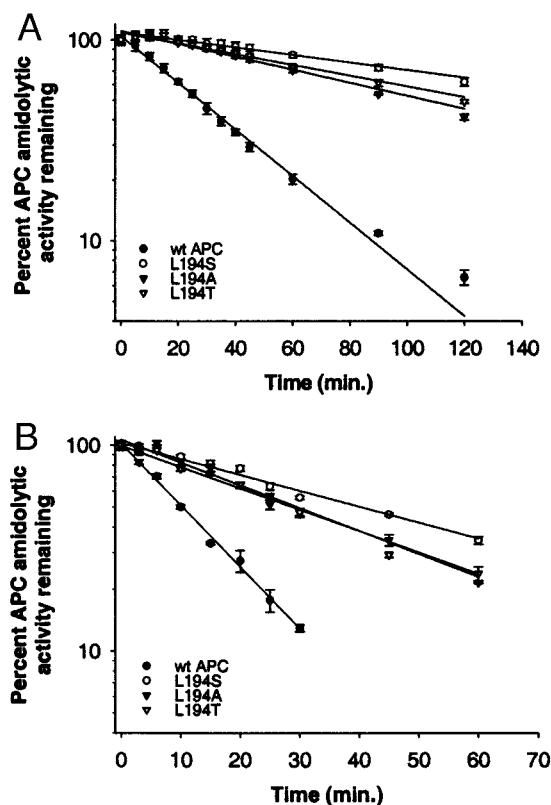 A
Percent APC amidolytic
activity remaining
100
10
wt APC
L194S
L194A
L194T
0 20 40 60 80 100 120 140
Time (min.)
B
Percent APC amidolytic
activity remaining
100
10
wt APC
L194S
L194A
L194T
0 10 20 30 40 50 60 70
Time (min.)